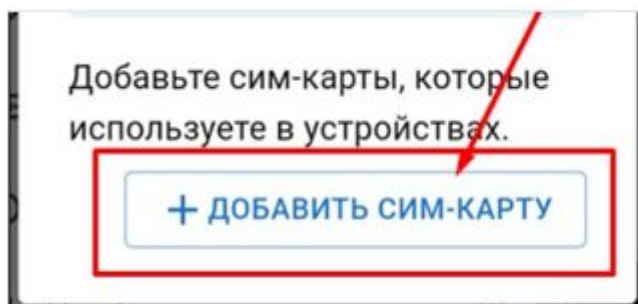 Добавьте сим-карты, которые
используете в устройствах.
+ ДОБАВИТЬ СИМ-КАРТУ